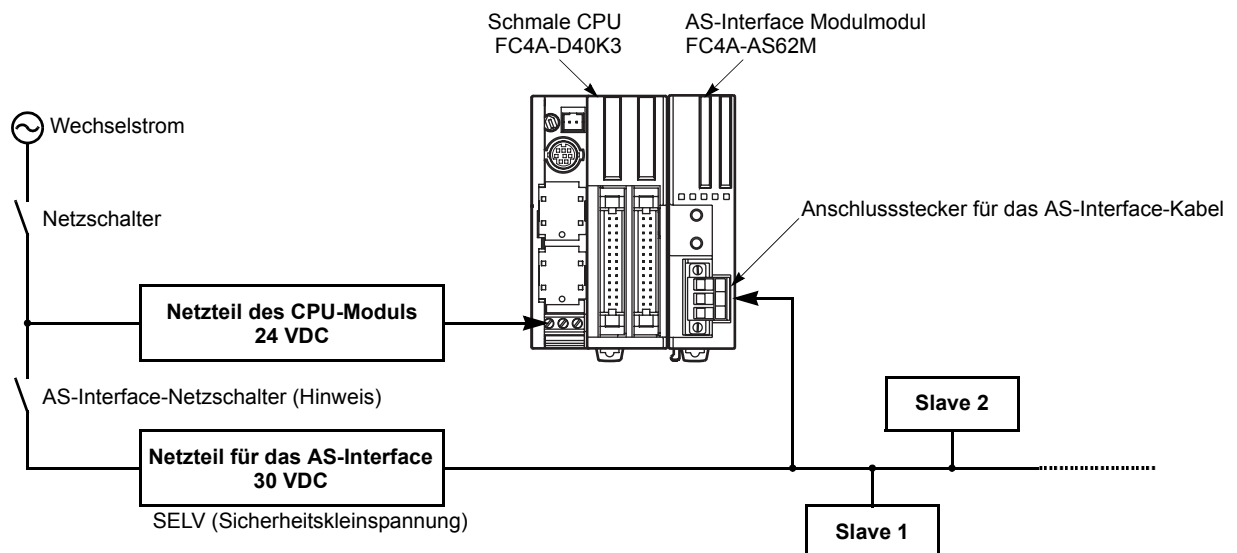 Schmale CPU
FC4A-D40K3
AS-Interface Modulmodul
FC4A-AS62M
Wechselstrom
Netzschalter
Anschlussstecker für das AS-Interface-Kabel
Netzteil des CPU-Moduls
24 VDC
AS-Interface-Netzschalter (Hinweis)
Slave 2
Netzteil für das AS-Interface
30 VDC
SELV (Sicherheitskleinspannung)
Slave 1